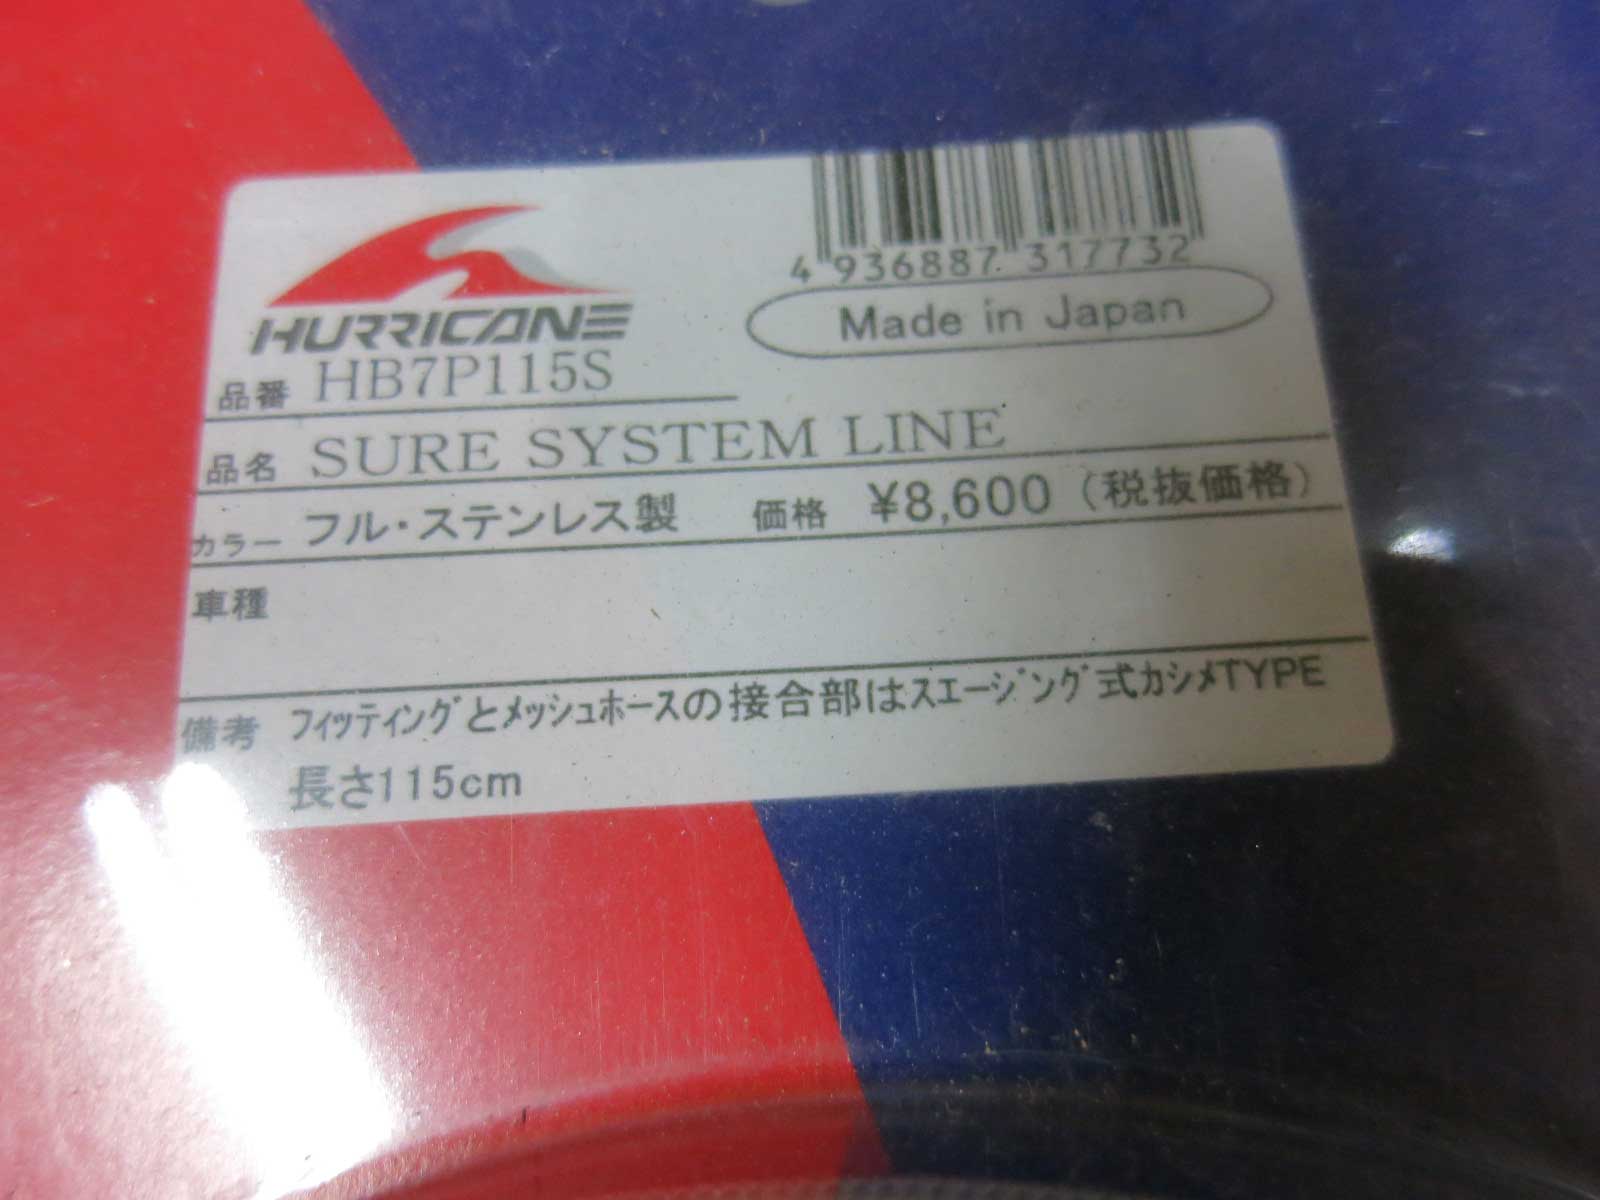 4 936887 317732
HURRICANE
Made in Japan
品番 HB7P115S
品名 SURE SYSTEM LINE
カラー フル・ステンレス製 価格 ¥8,600 (税抜価格)
車種
備考 ﾌｨｯﾃｨﾝｸﾞとﾒｯｼｭﾎｰｽの接合部はｽｴｰｼﾞﾝｸﾞ式ｶｼﾒTYPE
長さ115cm